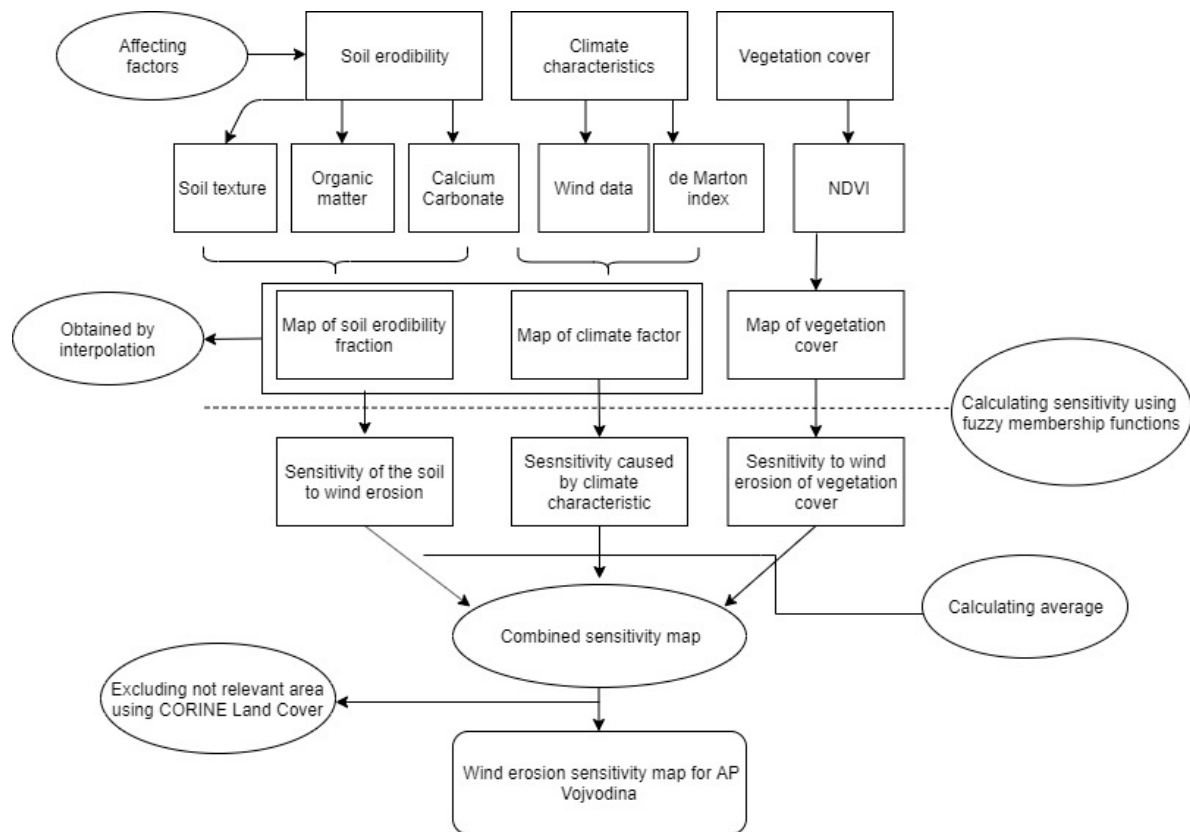 Affecting
factors
Soil erodibility
Climate
characteristics
Vegetation cover
Soil texture
Organic
matter
Calcium
Carbonate
Wind data
de Marton
index
NDVI
Obtained by
interpolation
Map of soil erodibility
fraction
Map of climate factor
Map of vegetation
cover
Calculating sensitivity using
fuzzy membership functions
Sensitivity of the soil
to wind erosion
Sesnsitivity caused
by climate
characteristic
Sesnitivity to wind
erosion of vegetation
cover
Calculating average
Combined sensitivity map
Excluding not relevant area
using CORINE Land Cover
Wind erosion sensitivity map for AP
Vojvodina